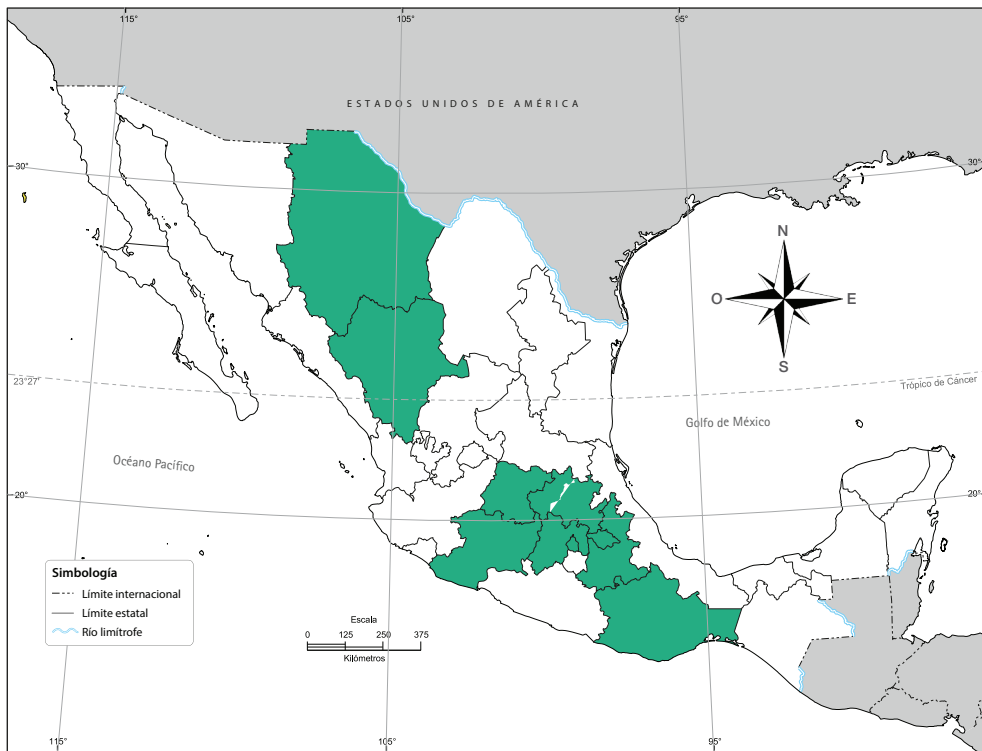 115°
105°
95°
ESTADOS UNIDOS DE AMÉRICA
30°
30°
N
O
E
S
23°27'
Trópico de Cáncer
Golfo de México
Océano Pacífico
20°
20°
Simbología
Límite internacional
Límite estatal
Río limítrofe
Escala
0 125 250 375
Kilómetros
115°
105°
95°